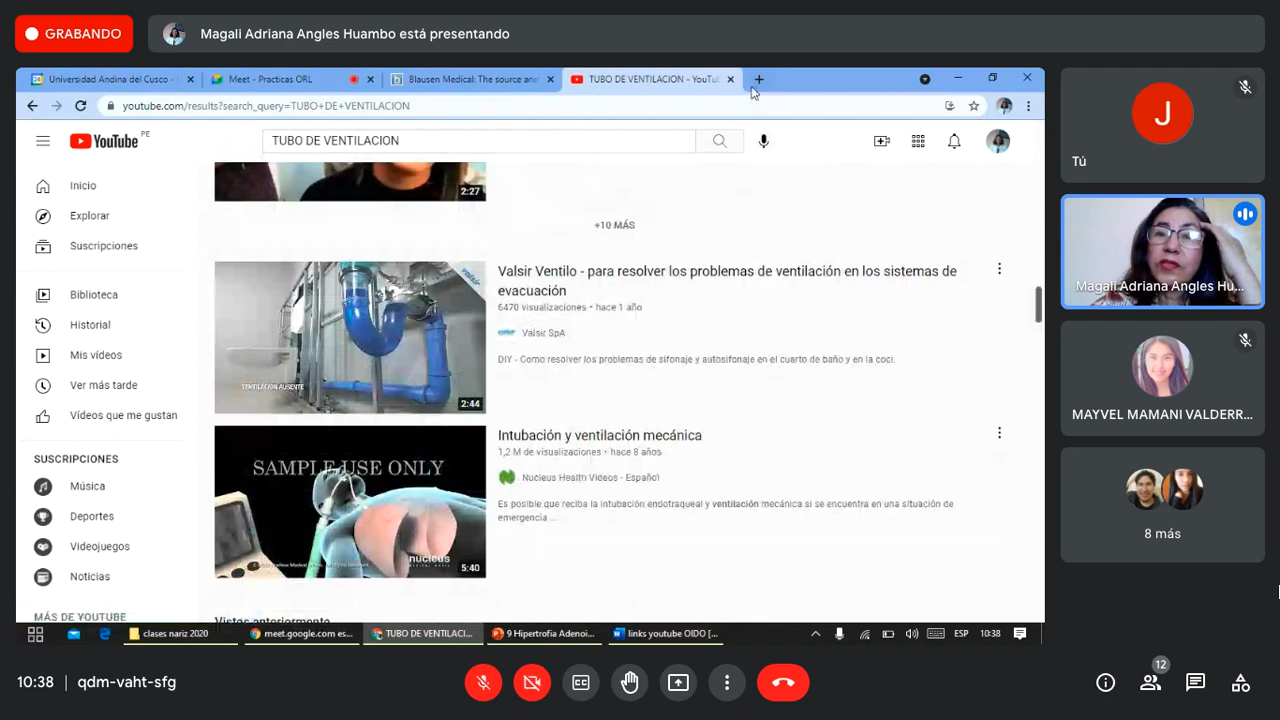 GRABANDO
Magali Adriana Angles Huambo está presentando
Universidad Andina del Cusco -
Meet - Practicas ORL
Blausen Medical: The source an
TUBO DE VENTILACION - YouTu
youtube.com/results?search_query=TUBO+DE+VENTILACION
YouTube PE
TUBO DE VENTILACION
Inicio
Explorar
Suscripciones
Biblioteca
Historial
Mis vídeos
Ver más tarde
Vídeos que me gustan
SUSCRIPCIONES
Música
Deportes
Videojuegos
Noticias
MÁS DE YOUTUBE
2:27
+10 MÁS
valsir
VENTILACION AUSENTE
2:44
Valsir Ventilo - para resolver los problemas de ventilación en los sistemas de
evacuación
6470 visualizaciones • hace 1 año
Valsir SpA
DIY - Como resolver los problemas de sifonaje y autosifonaje en el cuarto de baño y en la coci.
SAMPLE USE ONLY
nucleus
5:40
Intubación y ventilación mecánica
1,2 M de visualizaciones • hace 8 años
Nucleus Health Videos - Español
Es posible que reciba la intubación endotraqueal y ventilación mecánica si se encuentra en una situación de
emergencia ...
Vistos anteriormente
clases nariz 2020
meet.google.com es...
TUBO DE VENTILACI...
9 Hipertrofia Adenoi...
links youtube OIDO [...
ESP
10:38
J
Tú
Magali Adriana Angles Hu...
MAYVEL MAMANI VALDERR...
8 más
10:38 | qdm-vaht-sfg
CC
12